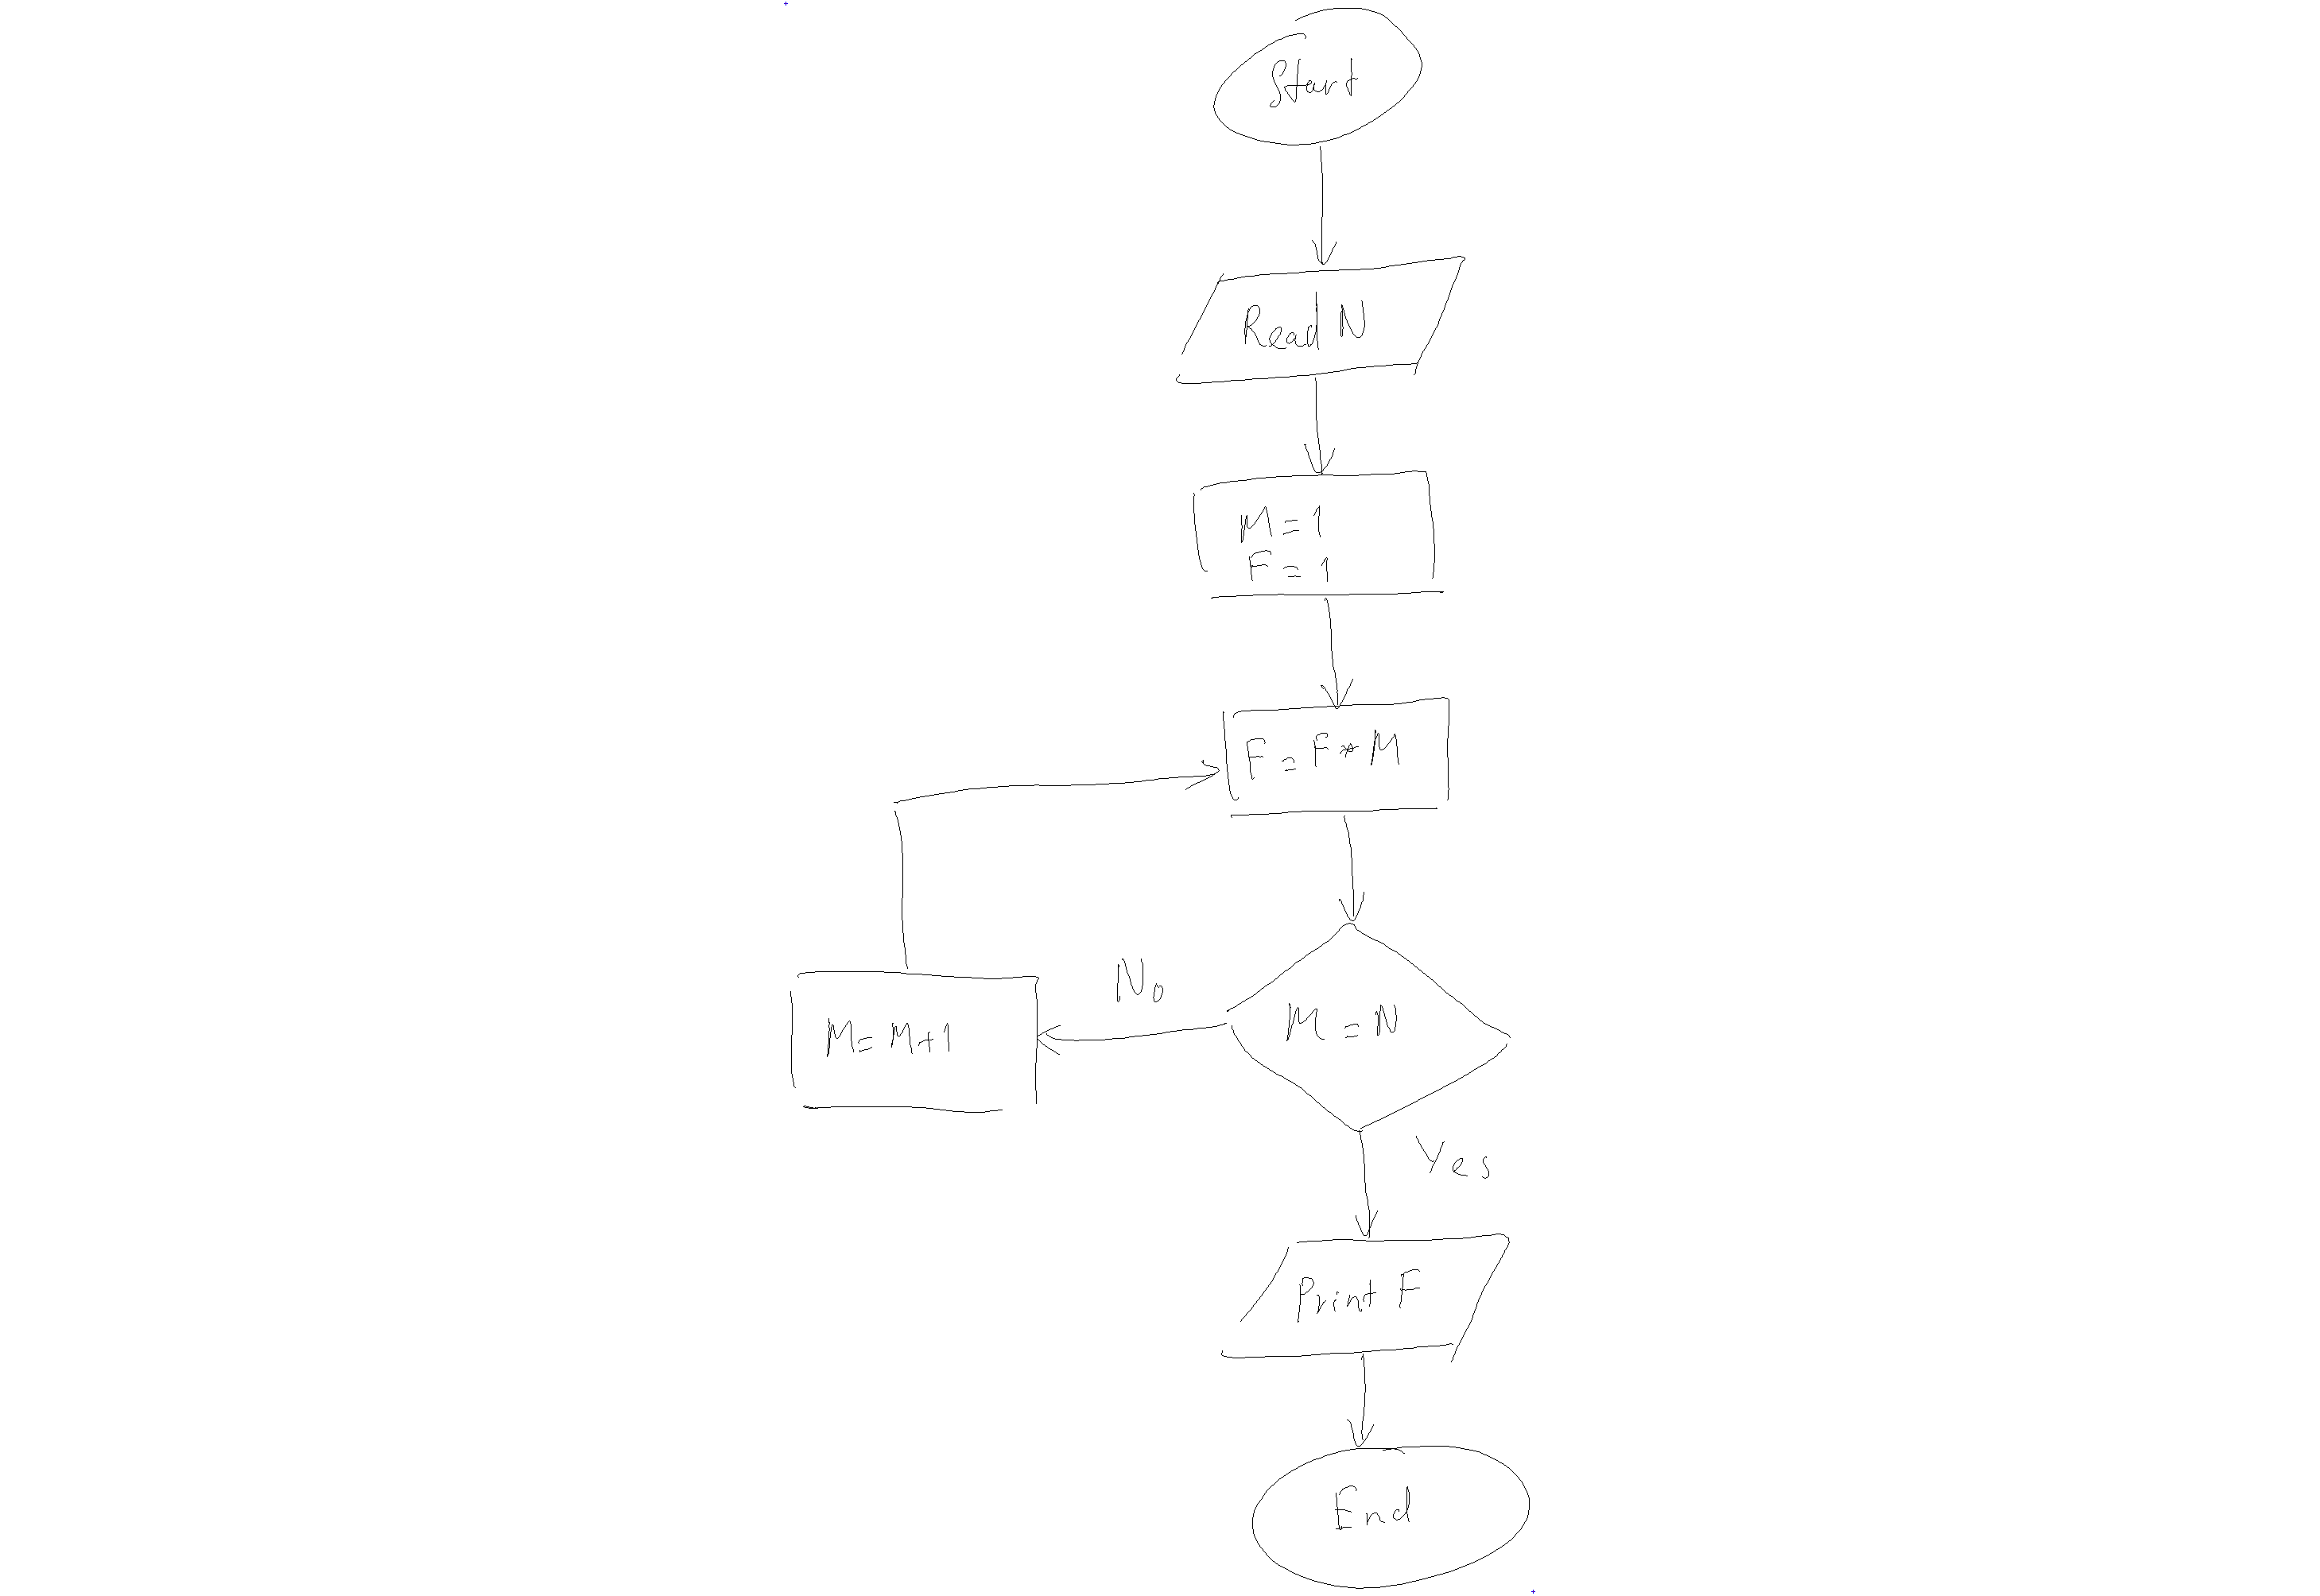 Start
Read N
M = 1
F = 1
F = F * M
M = N
No
M = M + 1
Yes
Print F
End